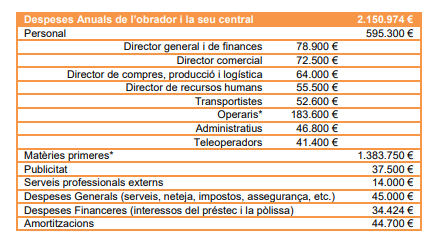 Despeses Anuals de l'obrador i la seu central 2.150.974 €
Personal 595.300 €
Director general i de finances 78.900 €
Director comercial 72.500 €
Director de compres, producció i logística 64.000 €
Director de recursos humans 55.500 €
Transportistes 52.600 €
Operaris* 183.600 €
Administratius 46.800 €
Teleoperadors 41.400 €
Matèries primeres* 1.383.750 €
Publicitat 37.500 €
Serveis professionals externs 14.000 €
Despeses Generals (serveis, neteja, impostos, assegurança, etc.) 45.000 €
Despeses Financeres (interessos del préstec i la pòlissa) 34.424 €
Amortitzacions 44.700 €